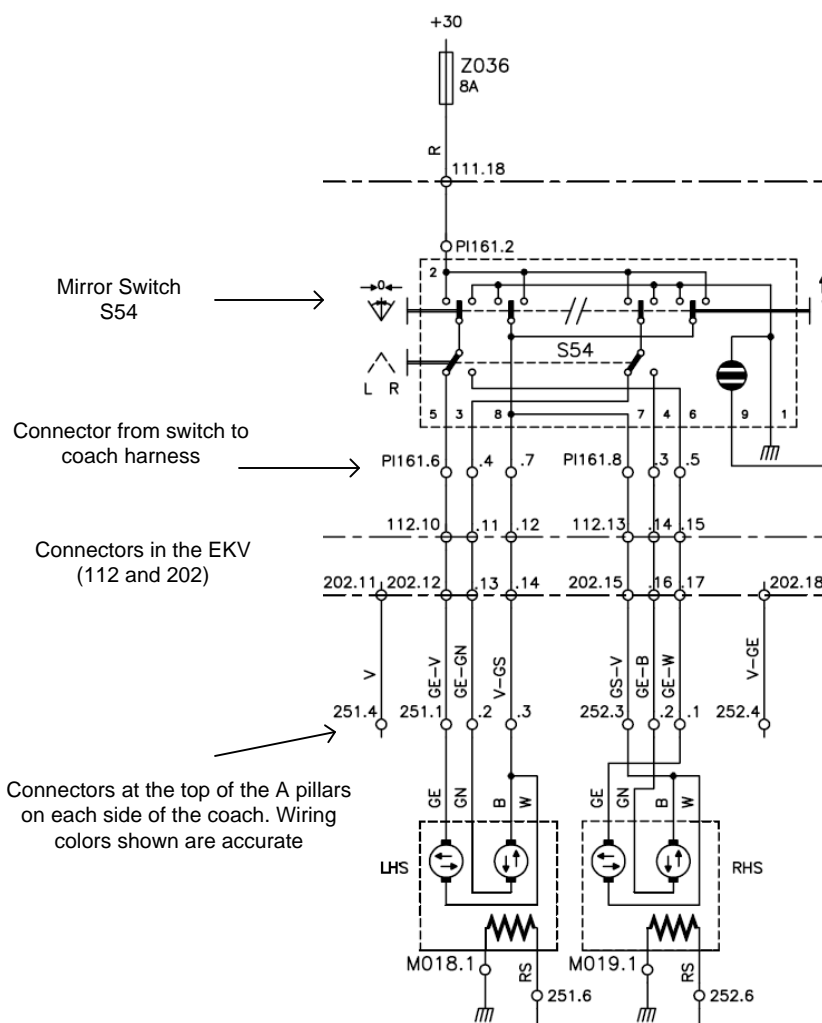 +30
Z036
8A
R
111.18
PI161.2
2
Mirror Switch
S54
→0←
S54
L R
5 3 8 7 4 6 9 1
Connector from switch to
coach harness
PI161.6 .4 .7 PI161.8 .3 .5
112.10 .11 .12 112.13 .14 .15
Connectors in the EKV
(112 and 202)
202.11 202.12 .13 .14 202.15 .16 .17 202.18
V GE-V GE-GN V-GS GS-V GE-B GE-W V-GE
251.4 251.1 .2 .3 252.3 .2 .1 252.4
Connectors at the top of the A pillars
on each side of the coach. Wiring
colors shown are accurate
GE GN B W GE GN B W
LHS RHS
M018.1 RS M019.1 RS
251.6 252.6